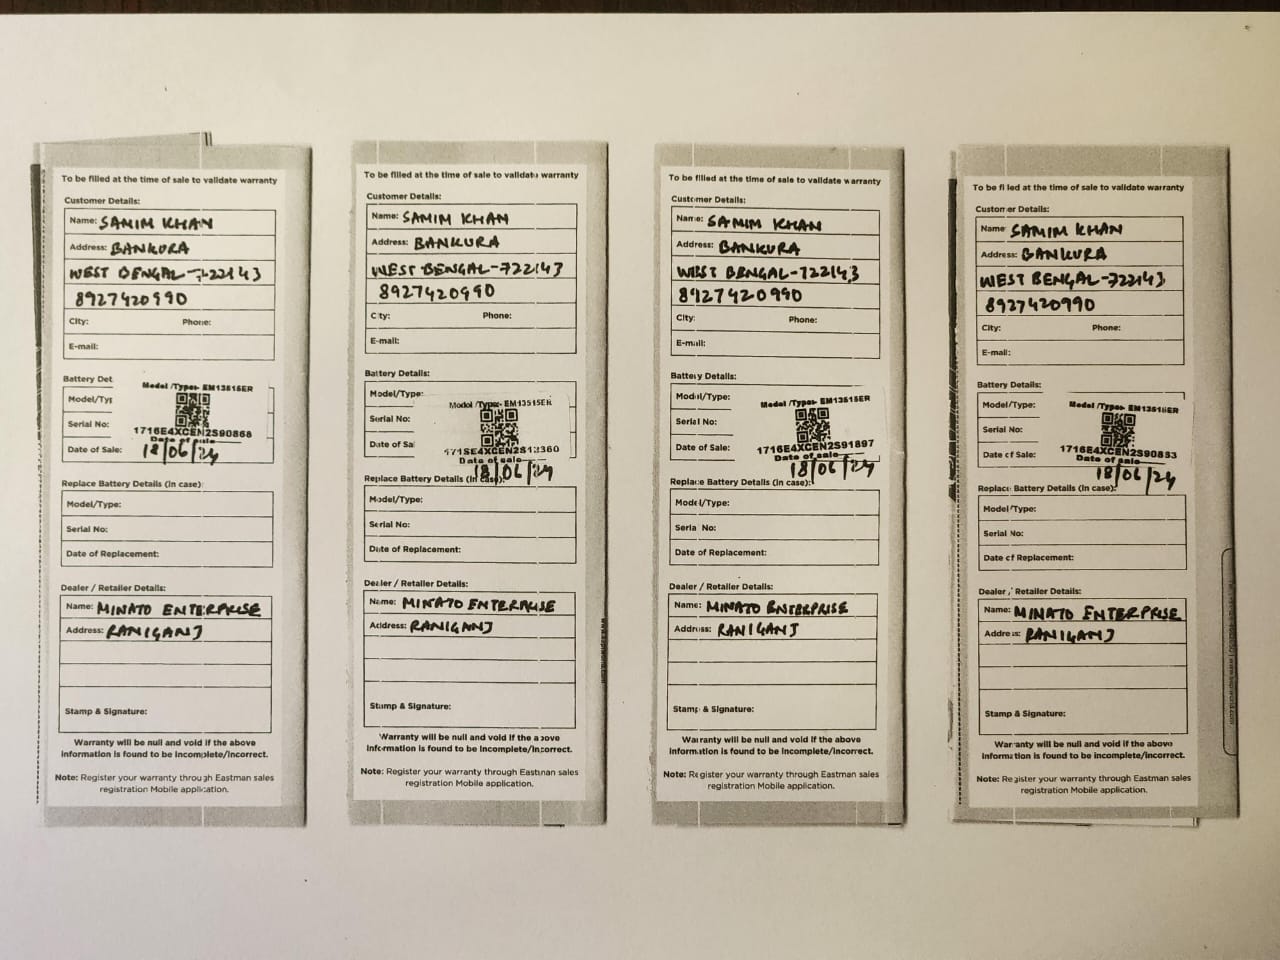 To be filled at the time of sale to validate warranty
Customer Details:
Name: SAMIM KHAN
Address: BANKURA
WEST BENGAL-722143
8927420990
City: Phone:
E-mail:
Battery Det
Model/Typ
Model /Type:- EM13515ER
Serial No:
1716E4XCEN2S90868
Date of sale
Date of Sale: 18/06/24
Replace Battery Details (In case):
Model/Type:
Serial No:
Date of Replacement:
Dealer / Retailer Details:
Name: MINATO ENTERPRISE
Address: RANIGANJ
Stamp & Signature:
Warranty will be null and void if the above
information is found to be incomplete/incorrect.
Note: Register your warranty through Eastman sales
registration Mobile application.
To be filled at the time of sale to validate warranty
Customer Details:
Name: SAMIM KHAN
Address: BANKURA
WEST BENGAL-722143
8927420990
City: Phone:
E-mail:
Battery Details:
Model/Type:
Model /Type:- EM13515ER
Serial No:
Date of Sa
Date of sale
18/06/24
Replace Battery Details (In case):
Model/Type:
Serial No:
Date of Replacement:
Dealer / Retailer Details:
Name: MINATO ENTERPRISE
Address: RANIGANJ
Stamp & Signature:
Warranty will be null and void if the above
information is found to be incomplete/incorrect.
Note: Register your warranty through Eastman sales
registration Mobile application.
To be filled at the time of sale to validate warranty
Customer Details:
Name: SAMIM KHAN
Address: BANKURA
WEST BENGAL-722143
8927420990
City: Phone:
E-mail:
Battery Details:
Model/Type:
Model /Type:- EM13515ER
Serial No:
1716E4XCEN2S91897
Date of Sale:
Date of sale
18/06/24
Replace Battery Details (In case):
Model/Type:
Serial No:
Date of Replacement:
Dealer / Retailer Details:
Name: MINATO ENTERPRISE
Address: RANIGANJ
Stamp & Signature:
Warranty will be null and void if the above
information is found to be incomplete/incorrect.
Note: Register your warranty through Eastman sales
registration Mobile application.
To be filled at the time of sale to validate warranty
Customer Details:
Name: SAMIM KHAN
Address: BANKURA
WEST BENGAL-722143
8927420990
City: Phone:
E-mail:
Battery Details:
Model/Type:
Model /Type:- EM13515ER
Serial No:
1716E4XCEN2S90853
Date of Sale:
Date of sale
18/06/24
Replace Battery Details (In case):
Model/Type:
Serial No:
Date of Replacement:
Dealer / Retailer Details:
Name: MINATO ENTERPRISE
Address: RANIGANJ
Stamp & Signature:
Warranty will be null and void if the above
information is found to be incomplete/incorrect.
Note: Register your warranty through Eastman sales
registration Mobile application.